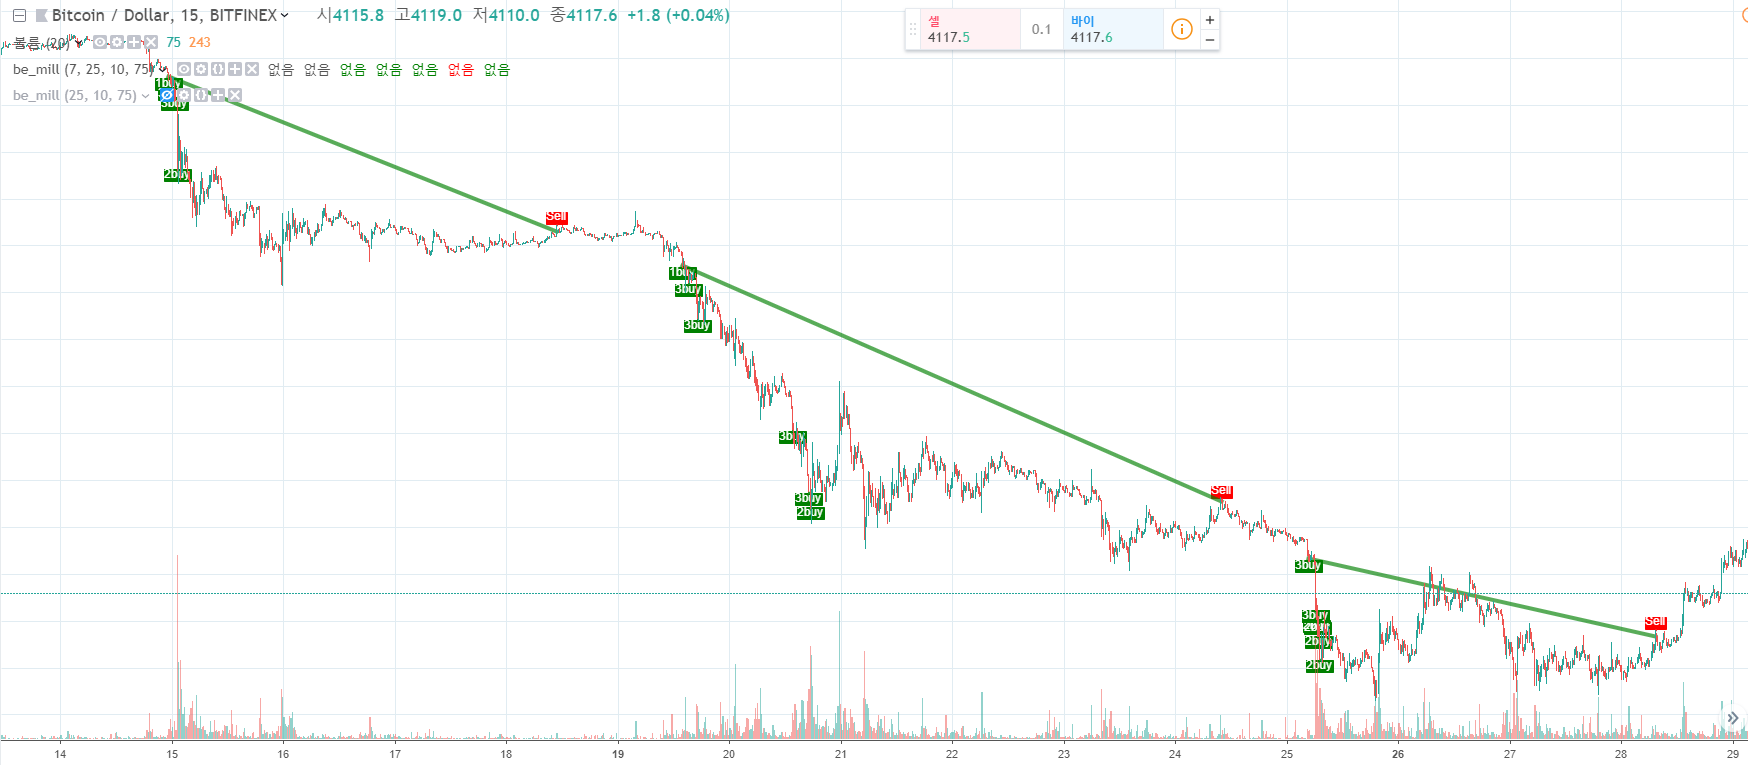 Bitcoin / Dollar, 15, BITFINEX 시4115.8 고4119.0 저4110.0 종4117.6 +1.8 (+0.04%)
셀 4117.5 0.1 바이 4117.6 + −
볼륨 (20) 75 243
be_mill (7, 25, 10, 75) 없음 없음 없음 없음 없음 없음 없음
1buy
be_mill (25, 10, 75)
3buy
2buy
Sell
1buy
3buy
3buy
3buy
Sell
3buy
2buy
3buy
3buy
Sell
2buy
2buy
14 15 16 17 18 19 20 21 22 23 24 25 26 27 28 29